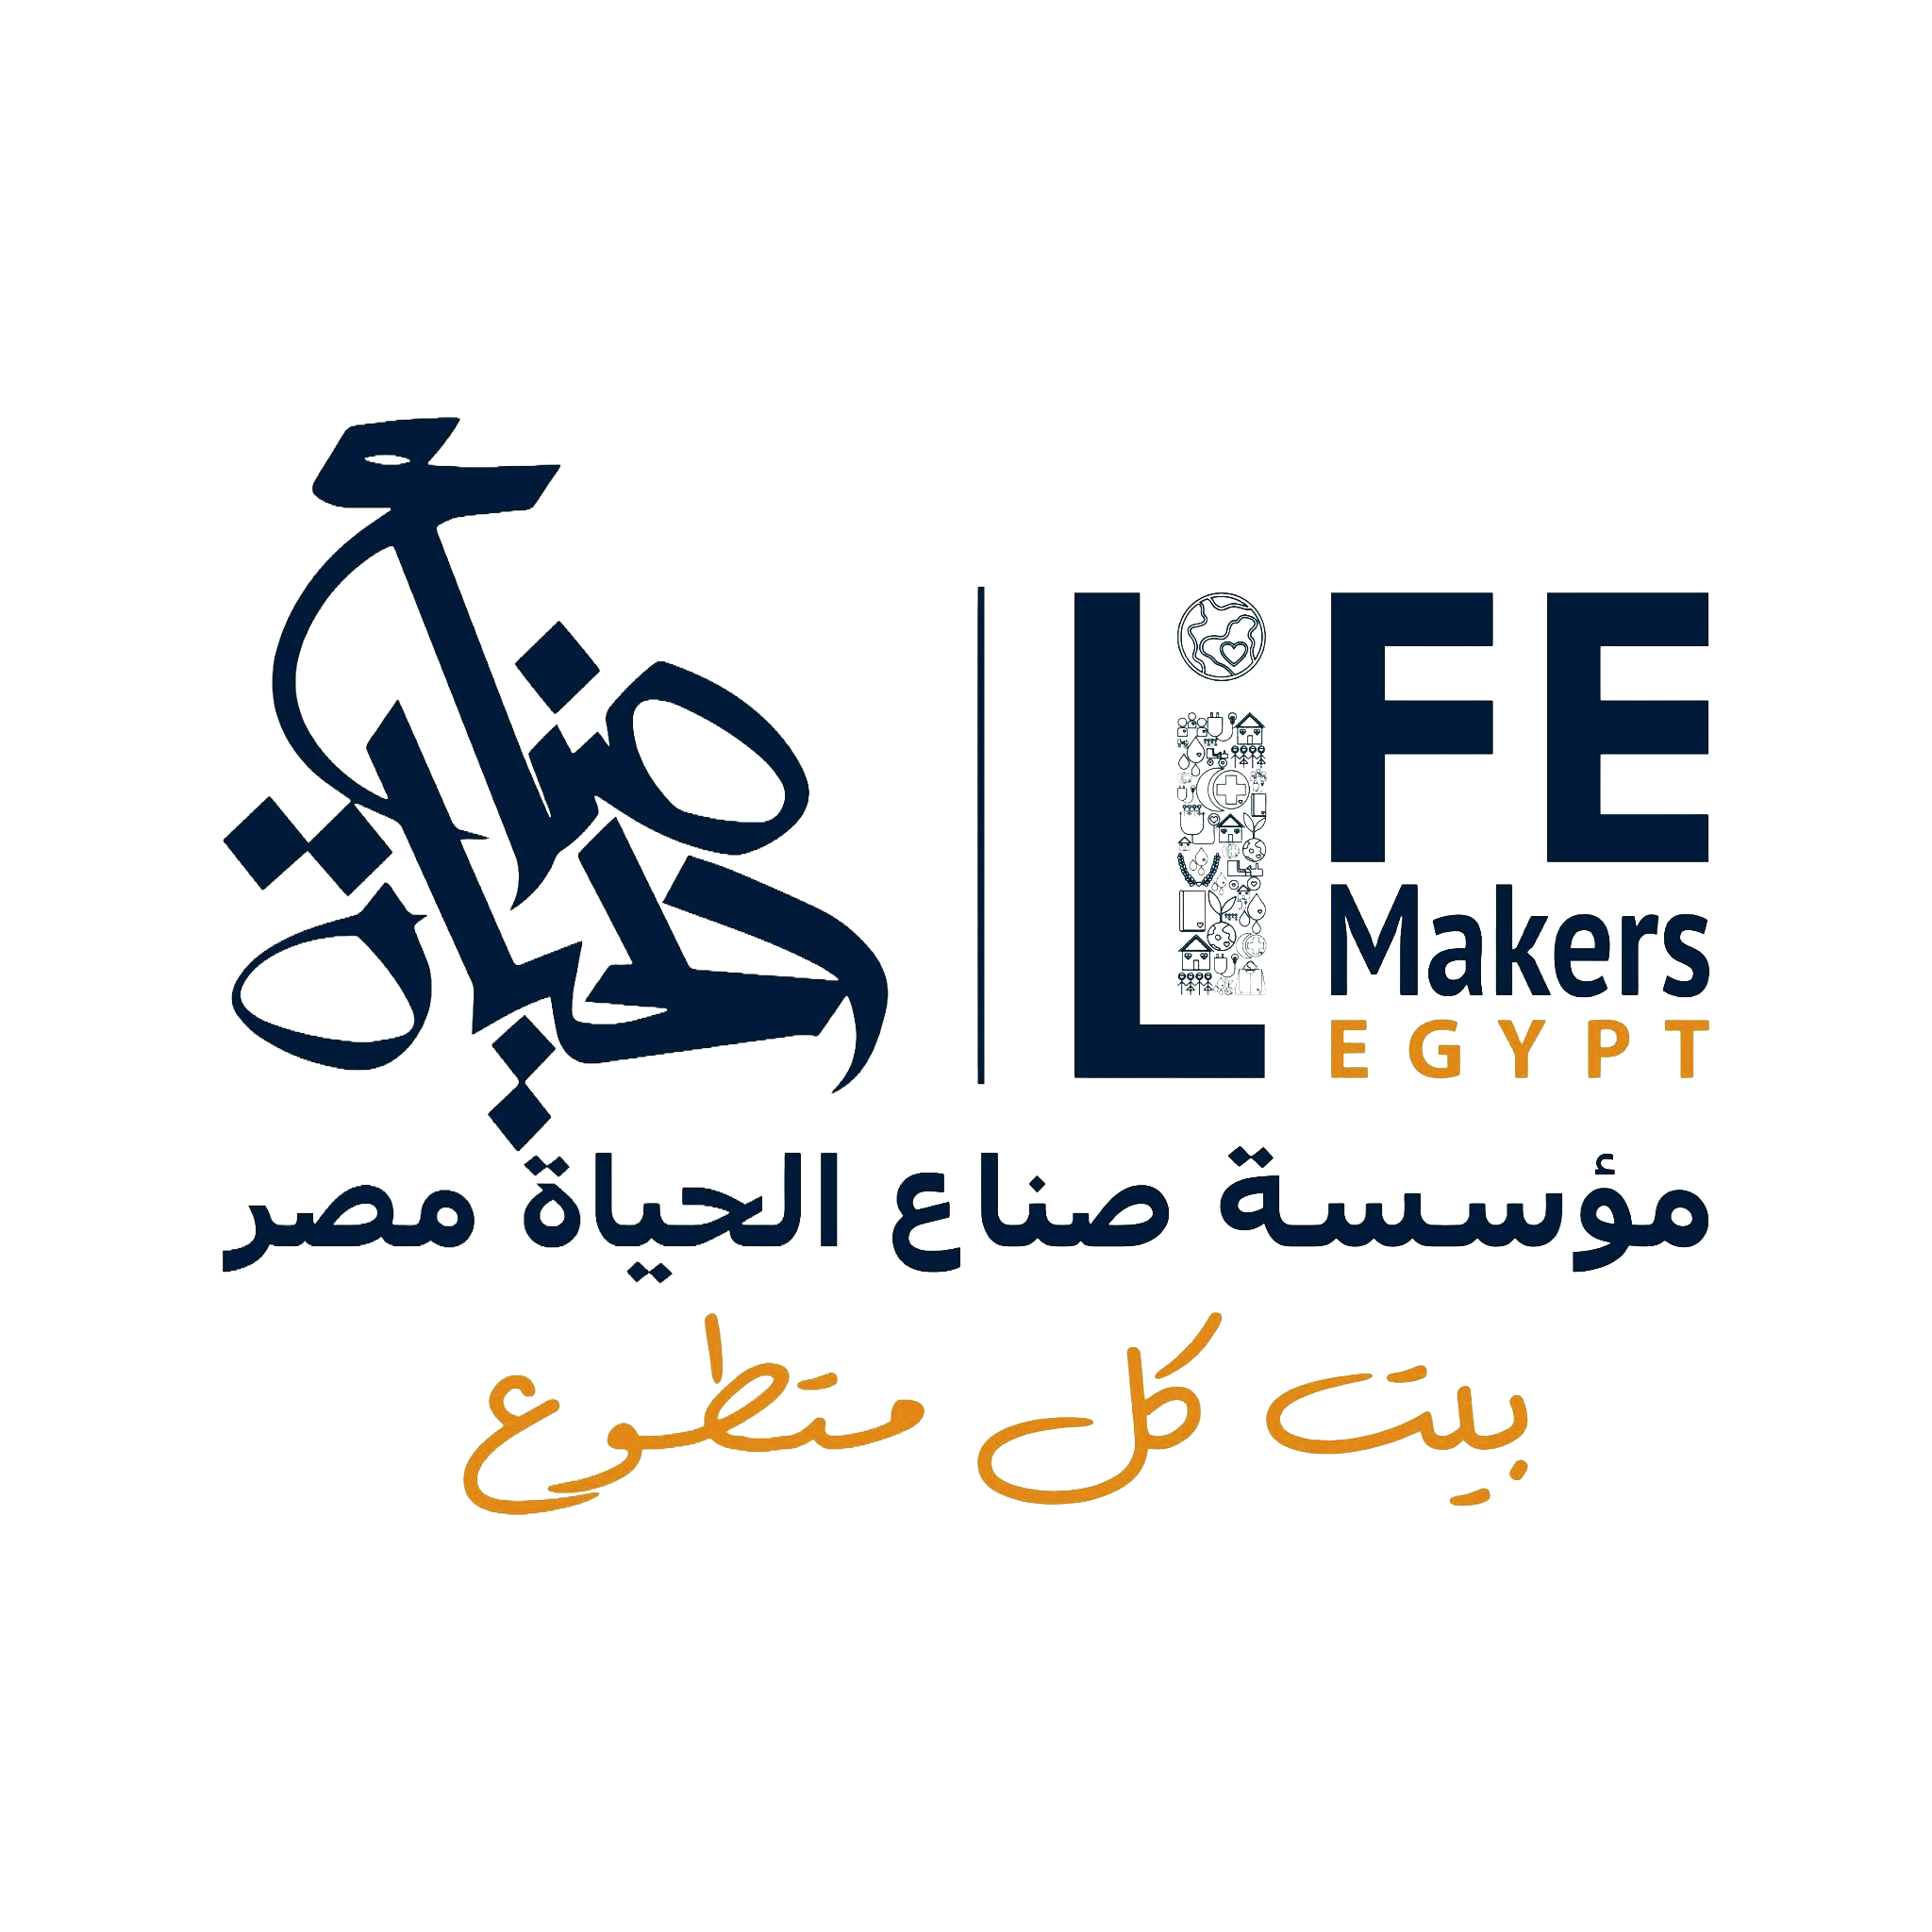 صناع الحياة
LIFE
Makers
EGYPT
مؤسسة صناع الحياة مصر
بيت كل متطوع